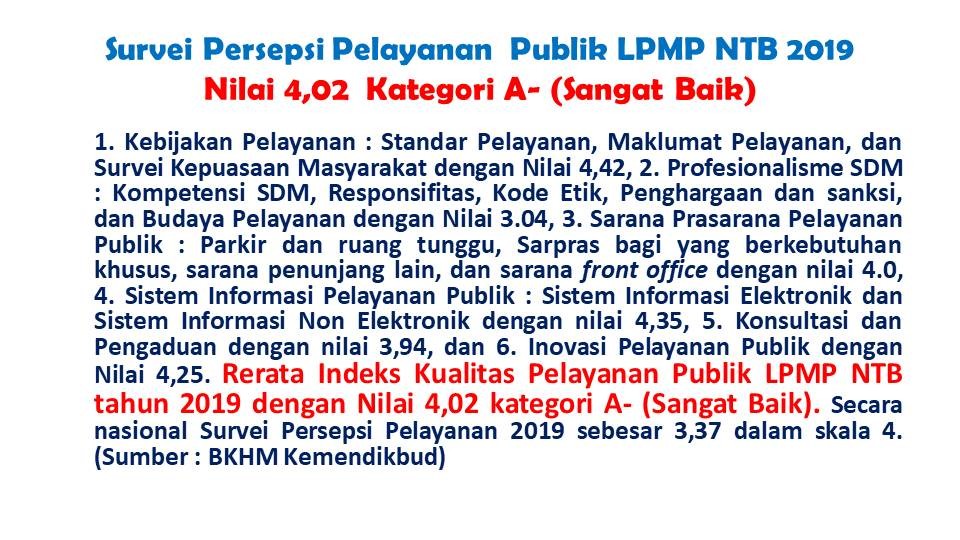 Survei Persepsi Pelayanan Publik LPMP NTB 2019
Nilai 4,02 Kategori A- (Sangat Baik)
1. Kebijakan Pelayanan : Standar Pelayanan, Maklumat Pelayanan, dan
Survei Kepuasaan Masyarakat dengan Nilai 4,42, 2. Profesionalisme SDM
: Kompetensi SDM, Responsifitas, Kode Etik, Penghargaan dan sanksi,
dan Budaya Pelayanan dengan Nilai 3.04, 3. Sarana Prasarana Pelayanan
Publik : Parkir dan ruang tunggu, Sarpras bagi yang berkebutuhan
khusus, sarana penunjang lain, dan sarana front office dengan nilai 4.0,
4. Sistem Informasi Pelayanan Publik : Sistem Informasi Elektronik dan
Sistem Informasi Non Elektronik dengan nilai 4,35, 5. Konsultasi dan
Pengaduan dengan nilai 3,94, dan 6. Inovasi Pelayanan Publik dengan
Nilai 4,25. Rerata Indeks Kualitas Pelayanan Publik LPMP NTB
tahun 2019 dengan Nilai 4,02 kategori A- (Sangat Baik). Secara
nasional Survei Persepsi Pelayanan 2019 sebesar 3,37 dalam skala 4.
(Sumber : BKHM Kemendikbud)